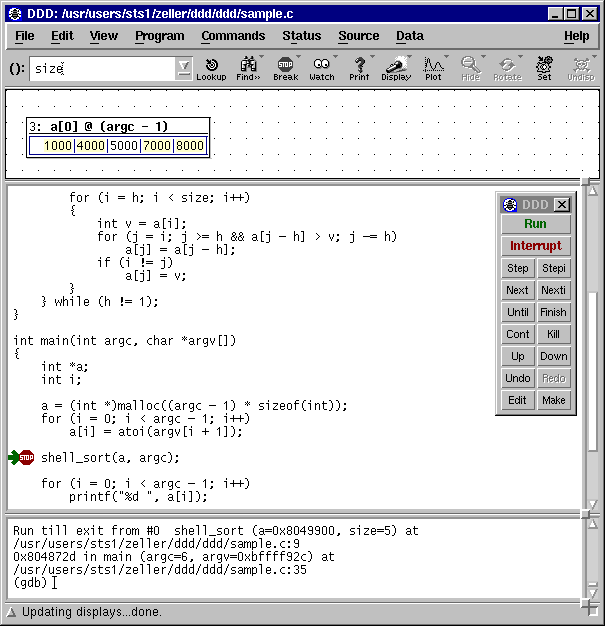 DDD: /usr/users/sts1/zeller/ddd/ddd/sample.c
File Edit View Program Commands Status Source Data Help
(): size
Lookup Find>> Break Watch Print Display Plot Hide Rotate Set Undisp
3: a[0] @ (argc - 1)
1000 4000 5000 7000 8000
for (i = h; i < size; i++)
{
int v = a[i];
for (j = i; j >= h && a[j - h] > v; j -= h)
a[j] = a[j - h];
if (i != j)
a[j] = v;
}
} while (h != 1);
}
int main(int argc, char *argv[])
{
int *a;
int i;
a = (int *)malloc((argc - 1) * sizeof(int));
for (i = 0; i < argc - 1; i++)
a[i] = atoi(argv[i + 1]);
STOP shell_sort(a, argc);
for (i = 0; i < argc - 1; i++)
printf("%d ", a[i]);
DDD
Run
Interrupt
Step Stepi
Next Nexti
Until Finish
Cont Kill
Up Down
Undo Redo
Edit Make
Run till exit from #0  shell_sort (a=0x8049900, size=5) at
/usr/users/sts1/zeller/ddd/ddd/sample.c:9
0x804872d in main (argc=6, argv=0xbffff92c) at
/usr/users/sts1/zeller/ddd/ddd/sample.c:35
(gdb)
Updating displays...done.